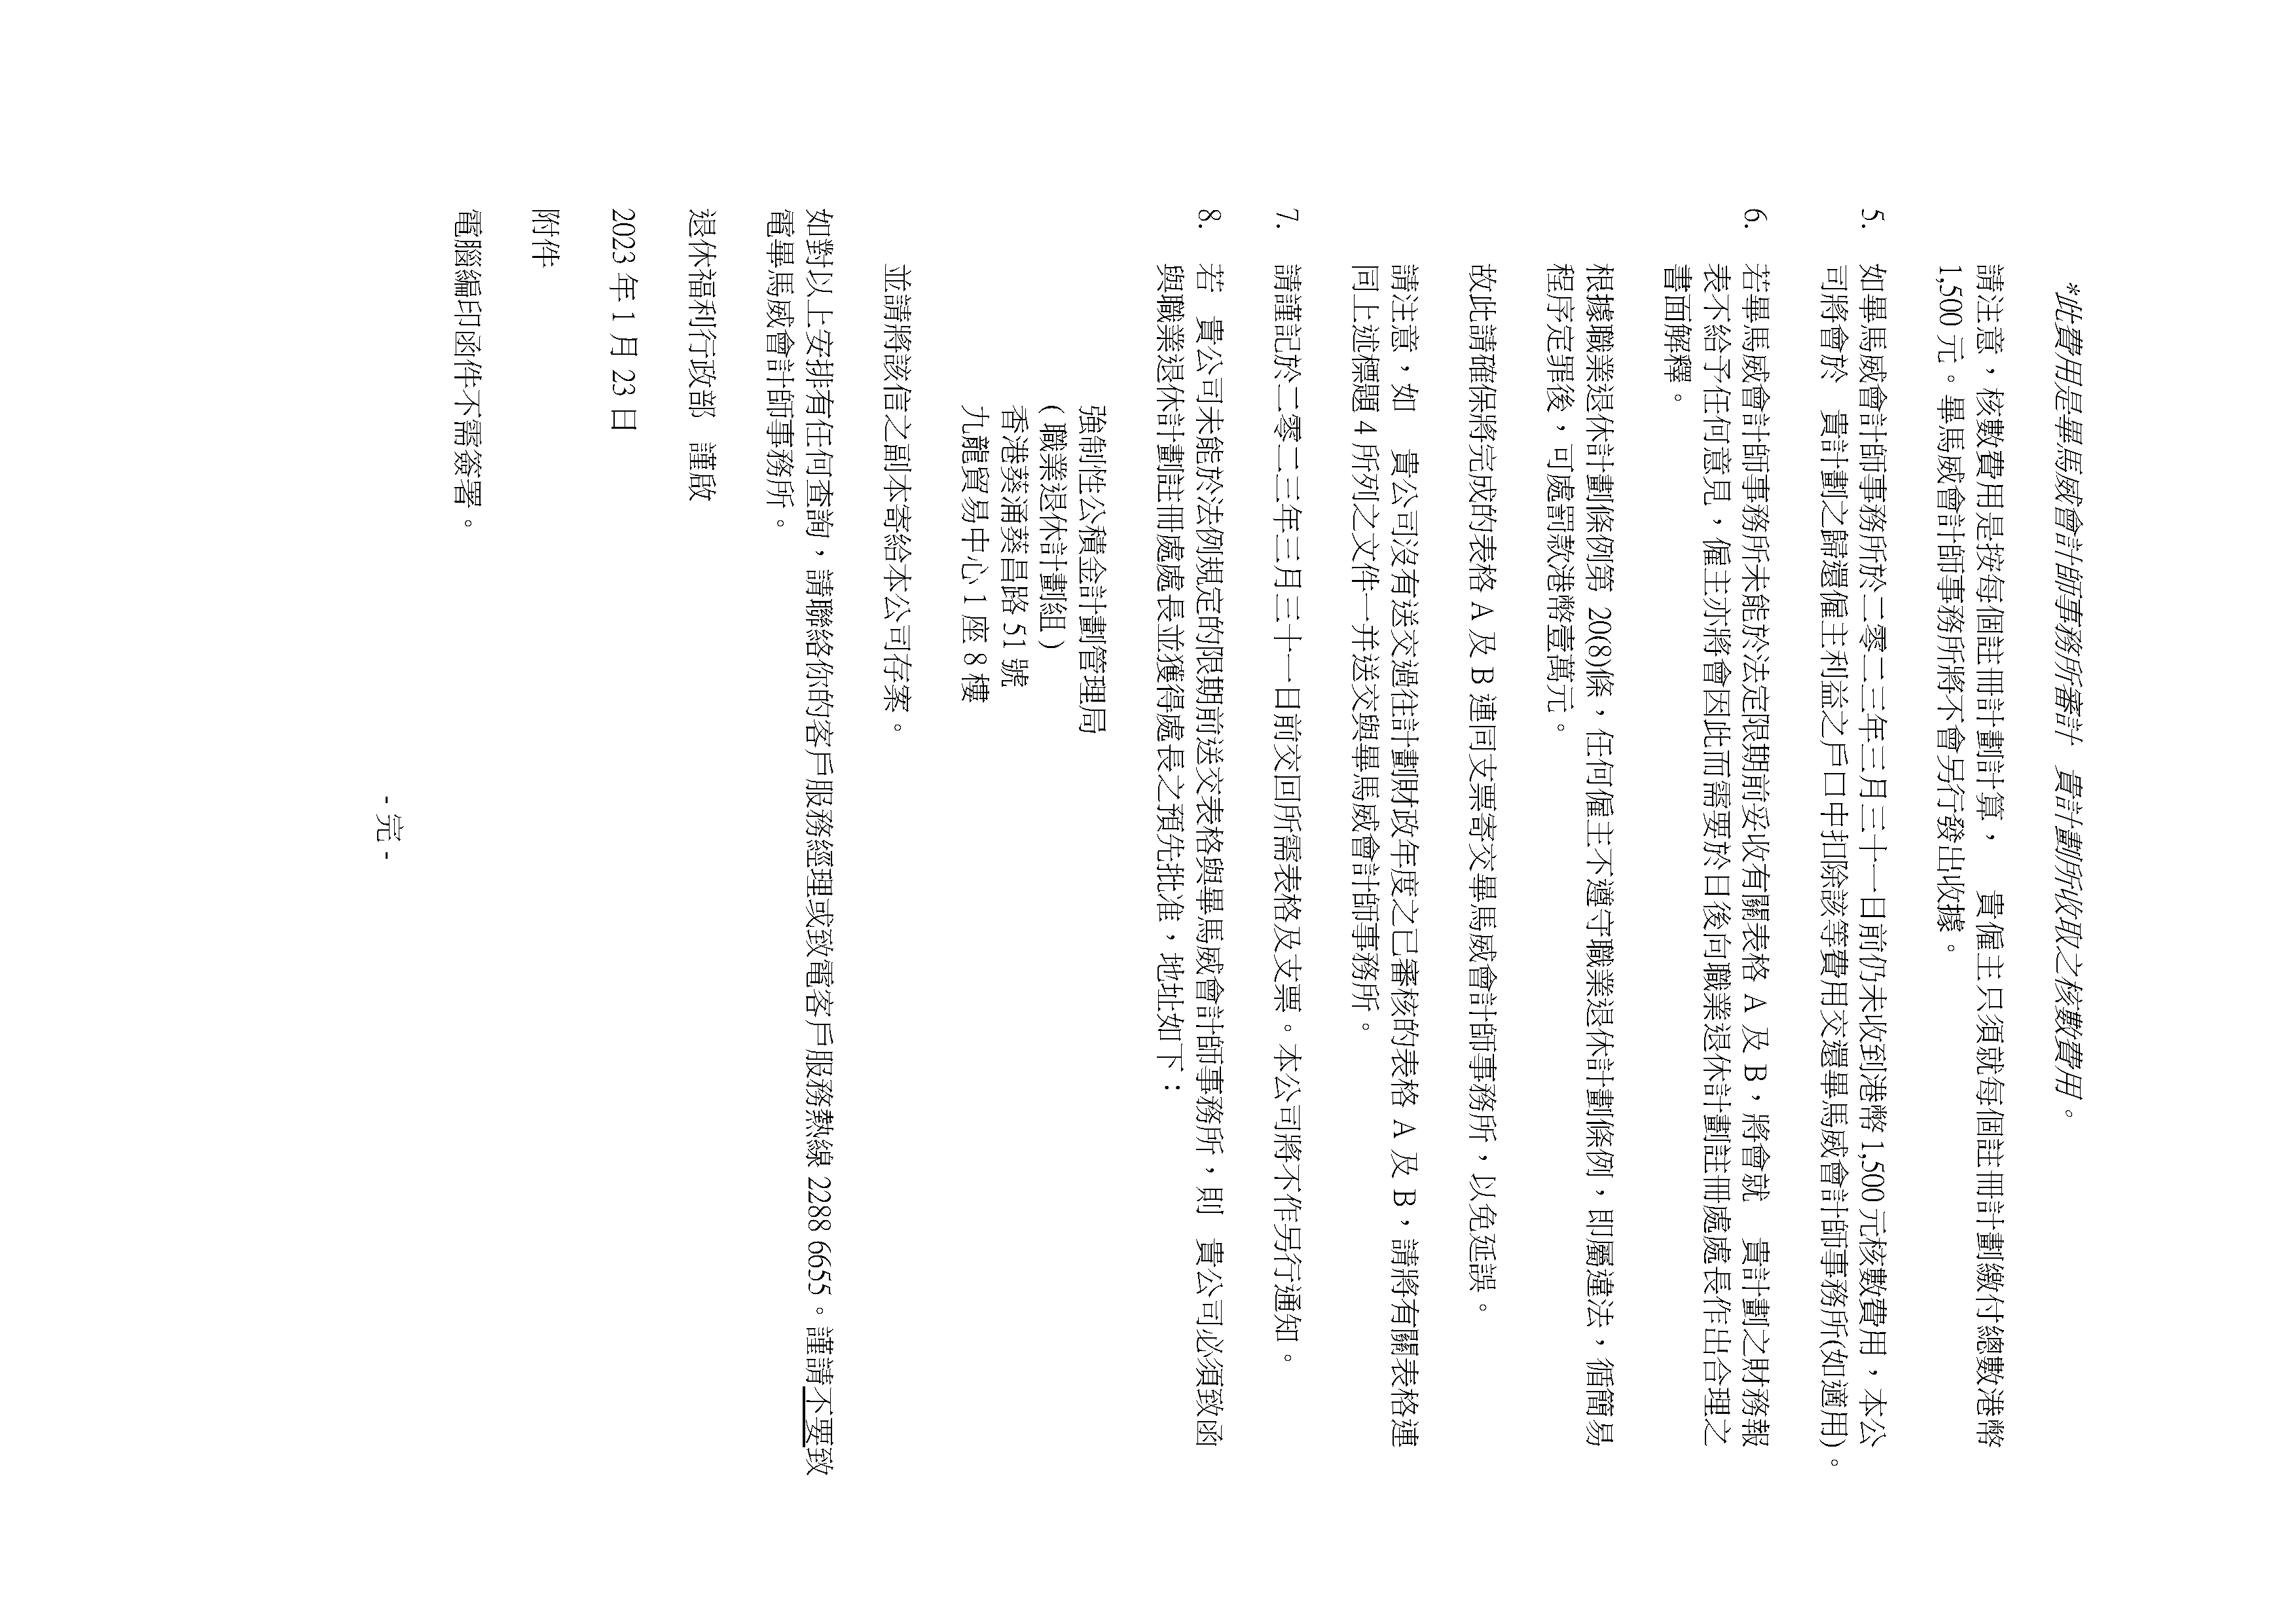 *此費用是畢馬威會計師事務所審計　貴計劃所收取之核數費用。
請注意，核數費用是按每個註冊計劃計算，　貴僱主只須就每個註冊計劃繳付總數港幣
1,500 元。畢馬威會計師事務所將不會另行發出收據。
5. 如畢馬威會計師事務所於二零二三年三月三十一日前仍未收到港幣 1,500 元核數費用，本公
司將會於　貴計劃之歸還僱主利益之戶口中扣除該等費用交還畢馬威會計師事務所(如適用)。
6. 若畢馬威會計師事務所未能於法定限期前妥收有關表格 A 及 B，將會就　貴計劃之財務報
表不給予任何意見，僱主亦將會因此而需要於日後向職業退休計劃註冊處處長作出合理之
書面解釋。
根據職業退休計劃條例第 20(8)條，任何僱主不遵守職業退休計劃條例，即屬違法，循簡易
程序定罪後，可處罰款港幣壹萬元。
故此請確保將完成的表格 A 及 B 連同支票寄交畢馬威會計師事務所，以免延誤。
請注意，如　貴公司沒有送交過往計劃財政年度之已審核的表格 A 及 B，請將有關表格連
同上述標題 4 所列之文件一并送交與畢馬威會計師事務所。
7. 請謹記於二零二三年三月三十一日前交回所需表格及支票。本公司將不作另行通知。
8. 若　貴公司未能於法例規定的限期前送交表格與畢馬威會計師事務所，則　貴公司必須致函
與職業退休計劃註冊處處長並獲得處長之預先批准，地址如下：
強制性公積金計劃管理局
( 職業退休計劃組 )
香港葵涌葵昌路 51 號
九龍貿易中心 1 座 8 樓
並請將該信之副本寄給本公司存案。
如對以上安排有任何查詢，請聯絡你的客戶服務經理或致電客戶服務熱線 2288 6655。謹請不要致
電畢馬威會計師事務所。
退休福利行政部　謹啟
2023 年 1 月 23 日
附件
電腦編印函件不需簽署。
- 完 -